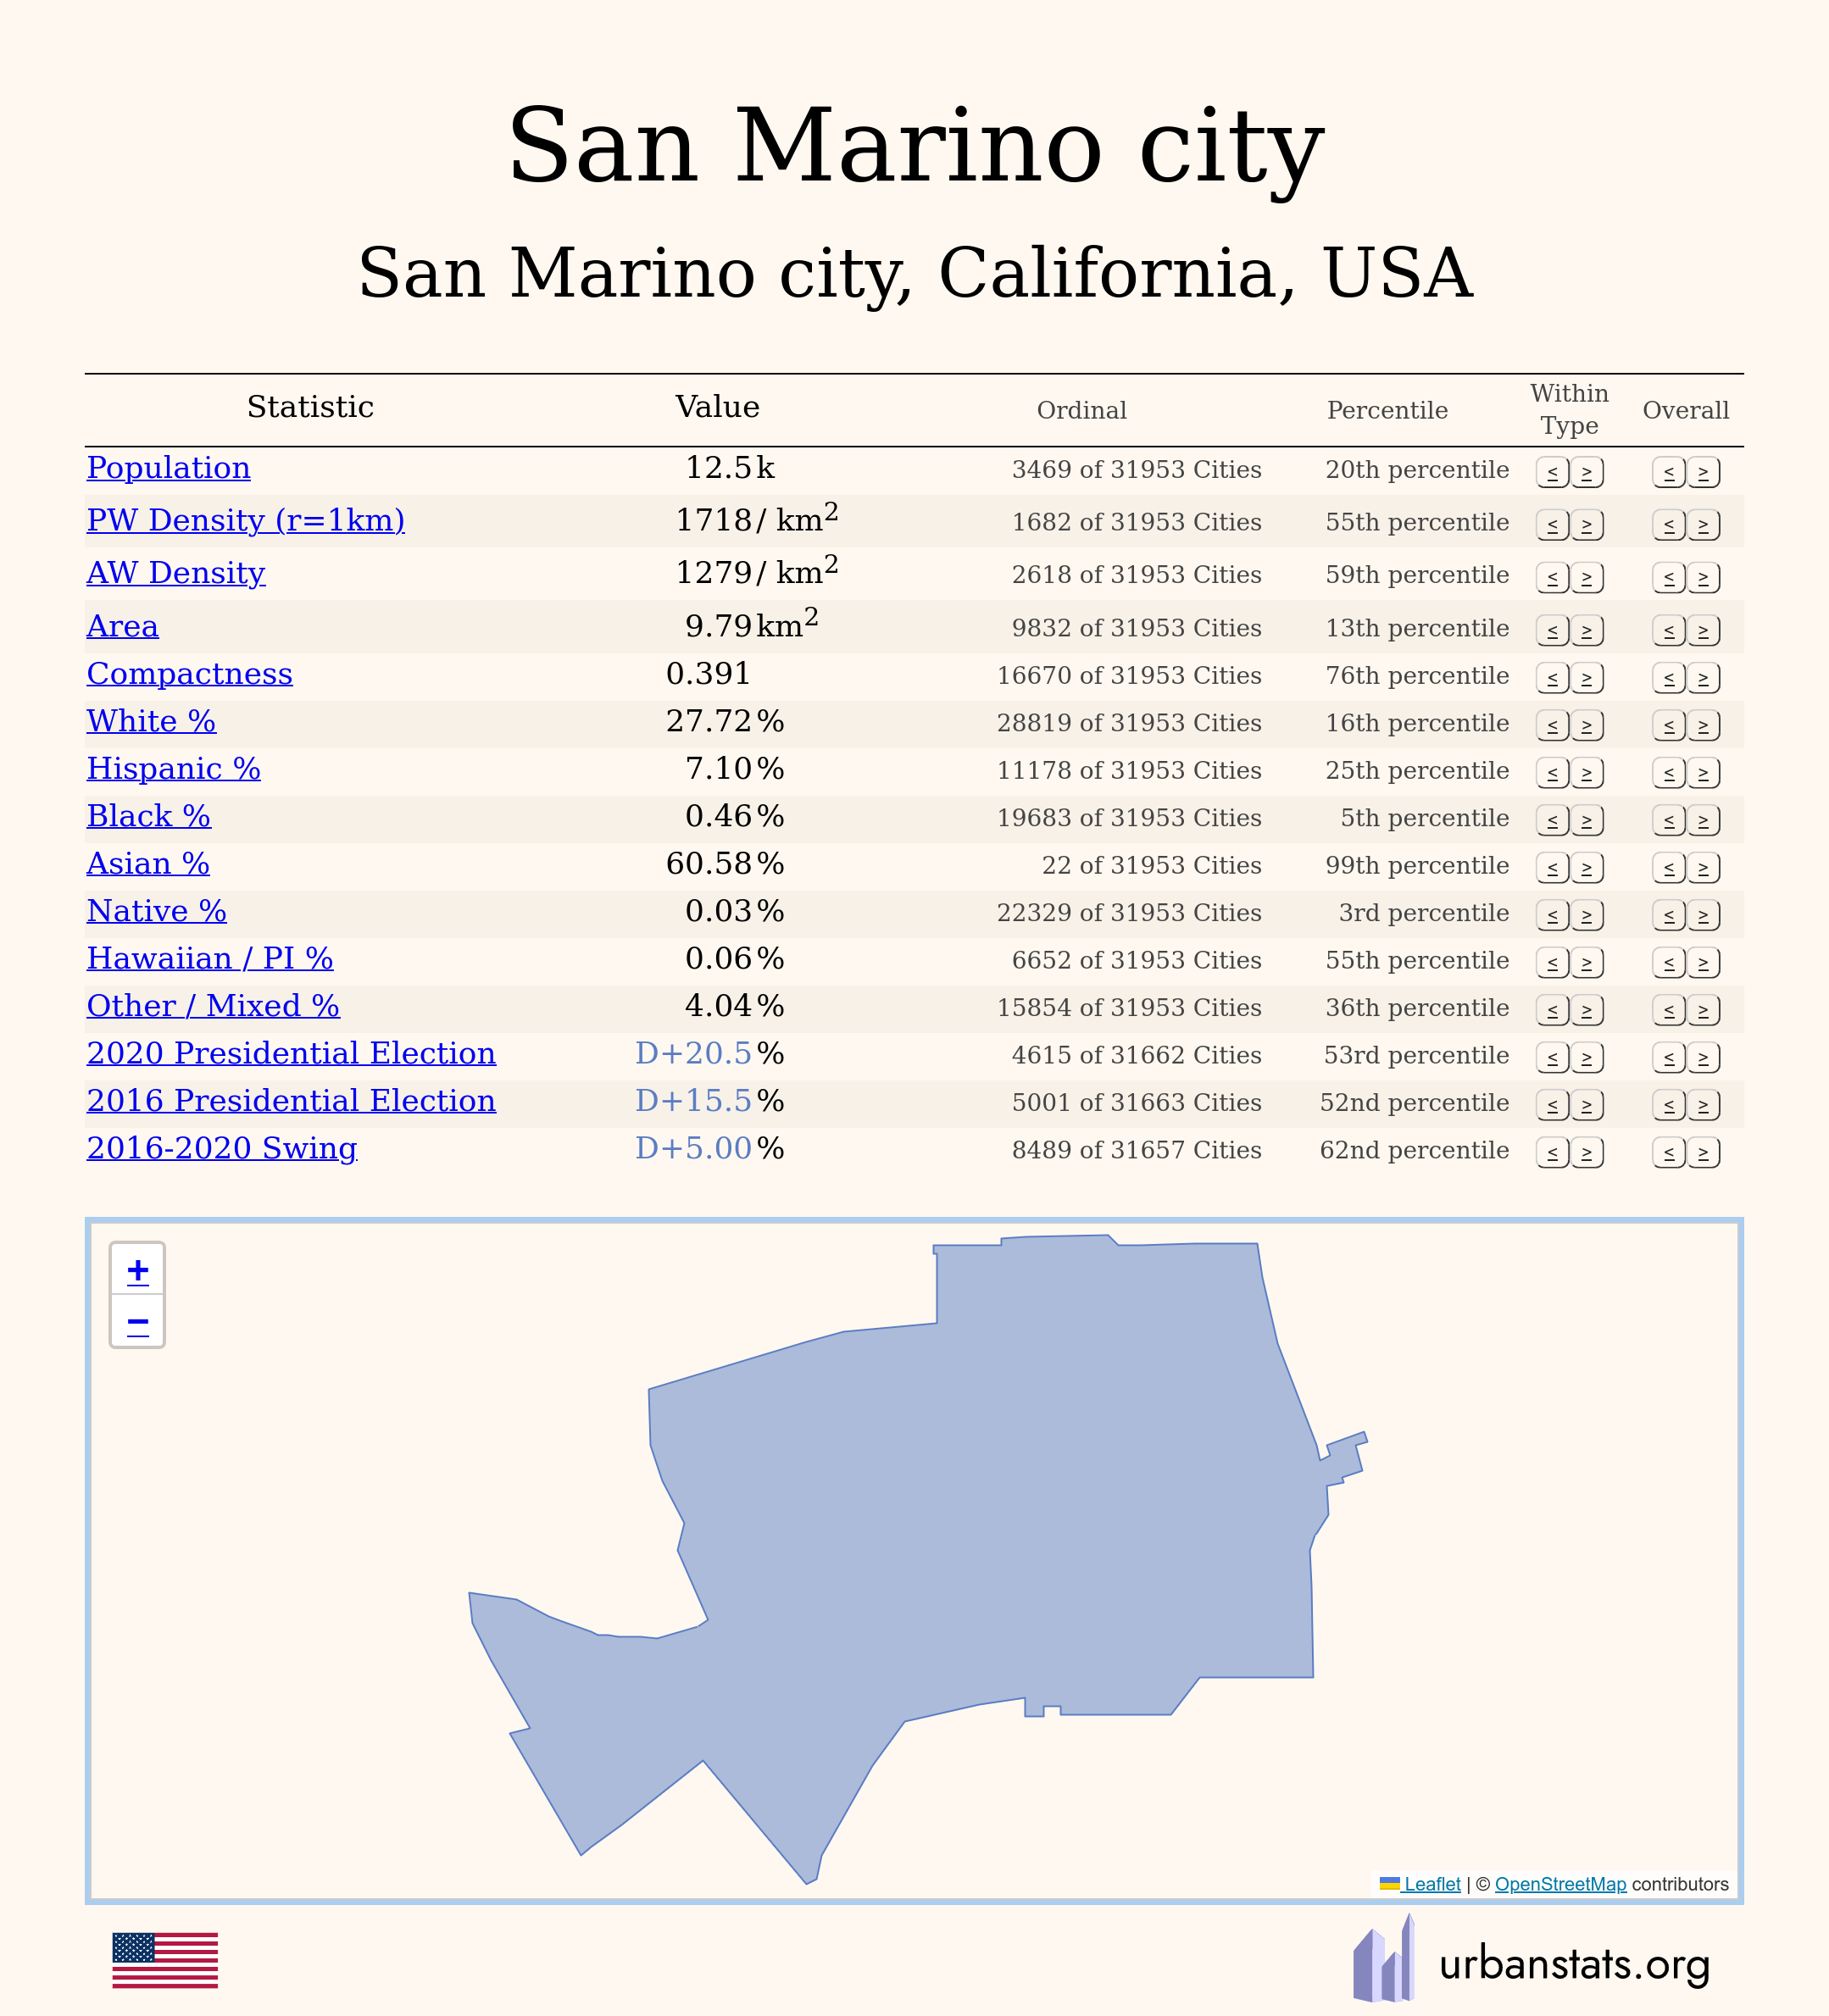 San Marino city
San Marino city, California, USA
Statistic Value Ordinal Percentile Within Type Overall
Population 12.5 k 3469 of 31953 Cities 20th percentile < > < >
PW Density (r=1km) 1718 / km2 1682 of 31953 Cities 55th percentile < > < >
AW Density 1279 / km2 2618 of 31953 Cities 59th percentile < > < >
Area 9.79 km2 9832 of 31953 Cities 13th percentile < > < >
Compactness 0.391 16670 of 31953 Cities 76th percentile < > < >
White % 27.72 % 28819 of 31953 Cities 16th percentile < > < >
Hispanic % 7.10 % 11178 of 31953 Cities 25th percentile < > < >
Black % 0.46 % 19683 of 31953 Cities 5th percentile < > < >
Asian % 60.58 % 22 of 31953 Cities 99th percentile < > < >
Native % 0.03 % 22329 of 31953 Cities 3rd percentile < > < >
Hawaiian / PI % 0.06 % 6652 of 31953 Cities 55th percentile < > < >
Other / Mixed % 4.04 % 15854 of 31953 Cities 36th percentile < > < >
2020 Presidential Election D+20.5 % 4615 of 31662 Cities 53rd percentile < > < >
2016 Presidential Election D+15.5 % 5001 of 31663 Cities 52nd percentile < > < >
2016-2020 Swing D+5.00 % 8489 of 31657 Cities 62nd percentile < > < >
+
−
Leaflet | © OpenStreetMap contributors
urbanstats.org